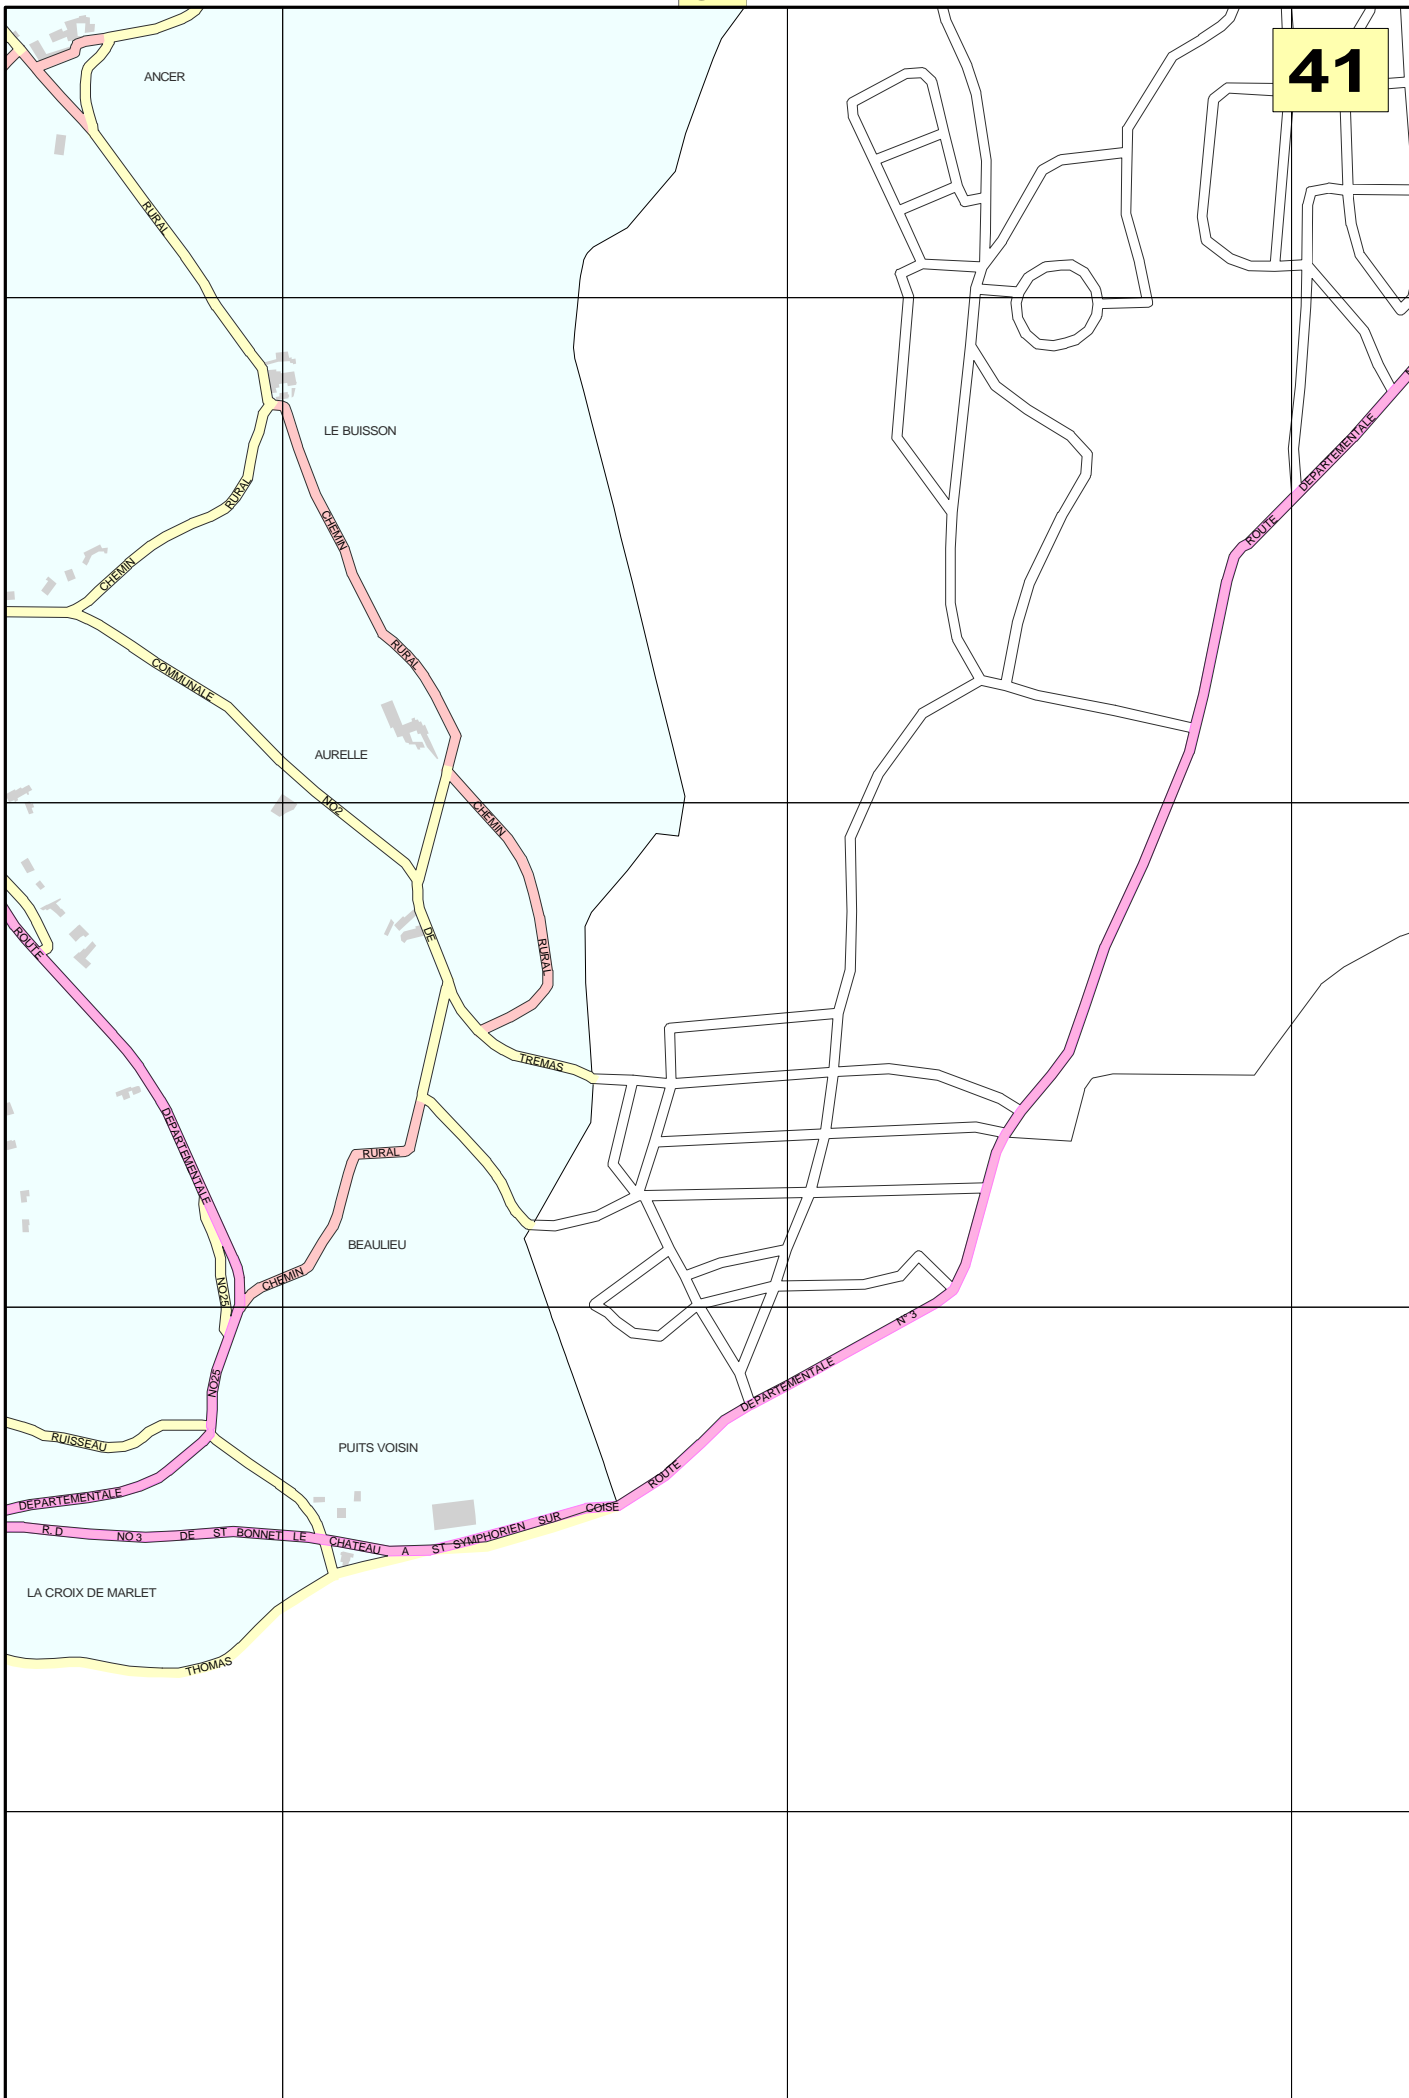 41
ANCER
RURAL
LE BUISSON
ROUTE DEPARTEMENTALE
RURAL
CHEMIN
CHEMIN
RURAL
COMMUNALE
AURELLE
NO2
CHEMIN
DE
ROUTE
RURAL
TREMAS
DEPARTEMENTALE
RURAL
BEAULIEU
CHEMIN
NO25
N° 3
NO25
DEPARTEMENTALE
RUISSEAU
PUITS VOISIN
ROUTE
DEPARTEMENTALE
R.D NO 3 DE ST BONNET LE CHATEAU A ST SYMPHORIEN SUR COISE
LA CROIX DE MARLET
THOMAS